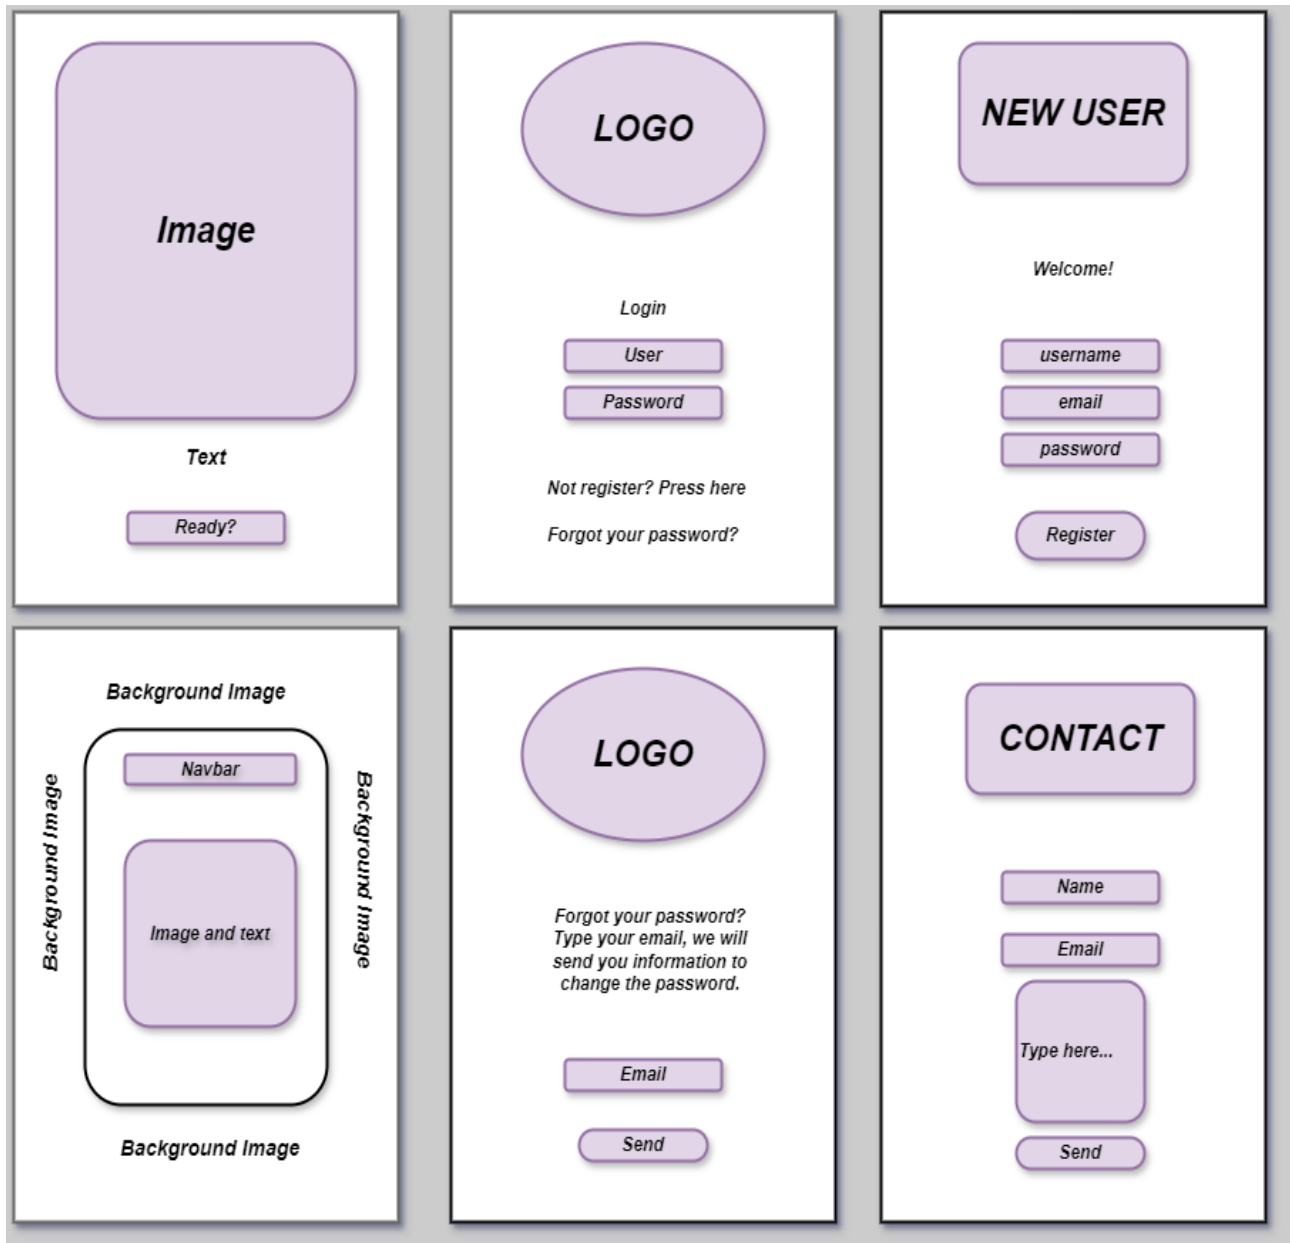 Image
Text
Ready?
LOGO
Login
User
Password
Not register? Press here
Forgot your password?
NEW USER
Welcome!
username
email
password
Register
Background Image
Background Image
Navbar
Image and text
Background Image
Background Image
LOGO
Forgot your password?
Type your email, we will
send you information to
change the password.
Email
Send
CONTACT
Name
Email
Type here...
Send